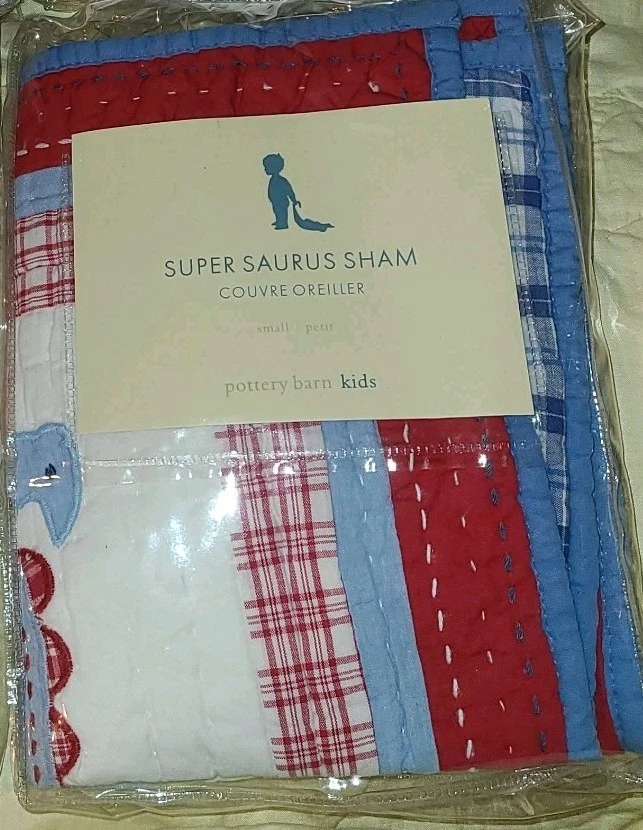 SUPER SAURUS SHAM
COUVRE OREILLER
small petit
pottery barn kids